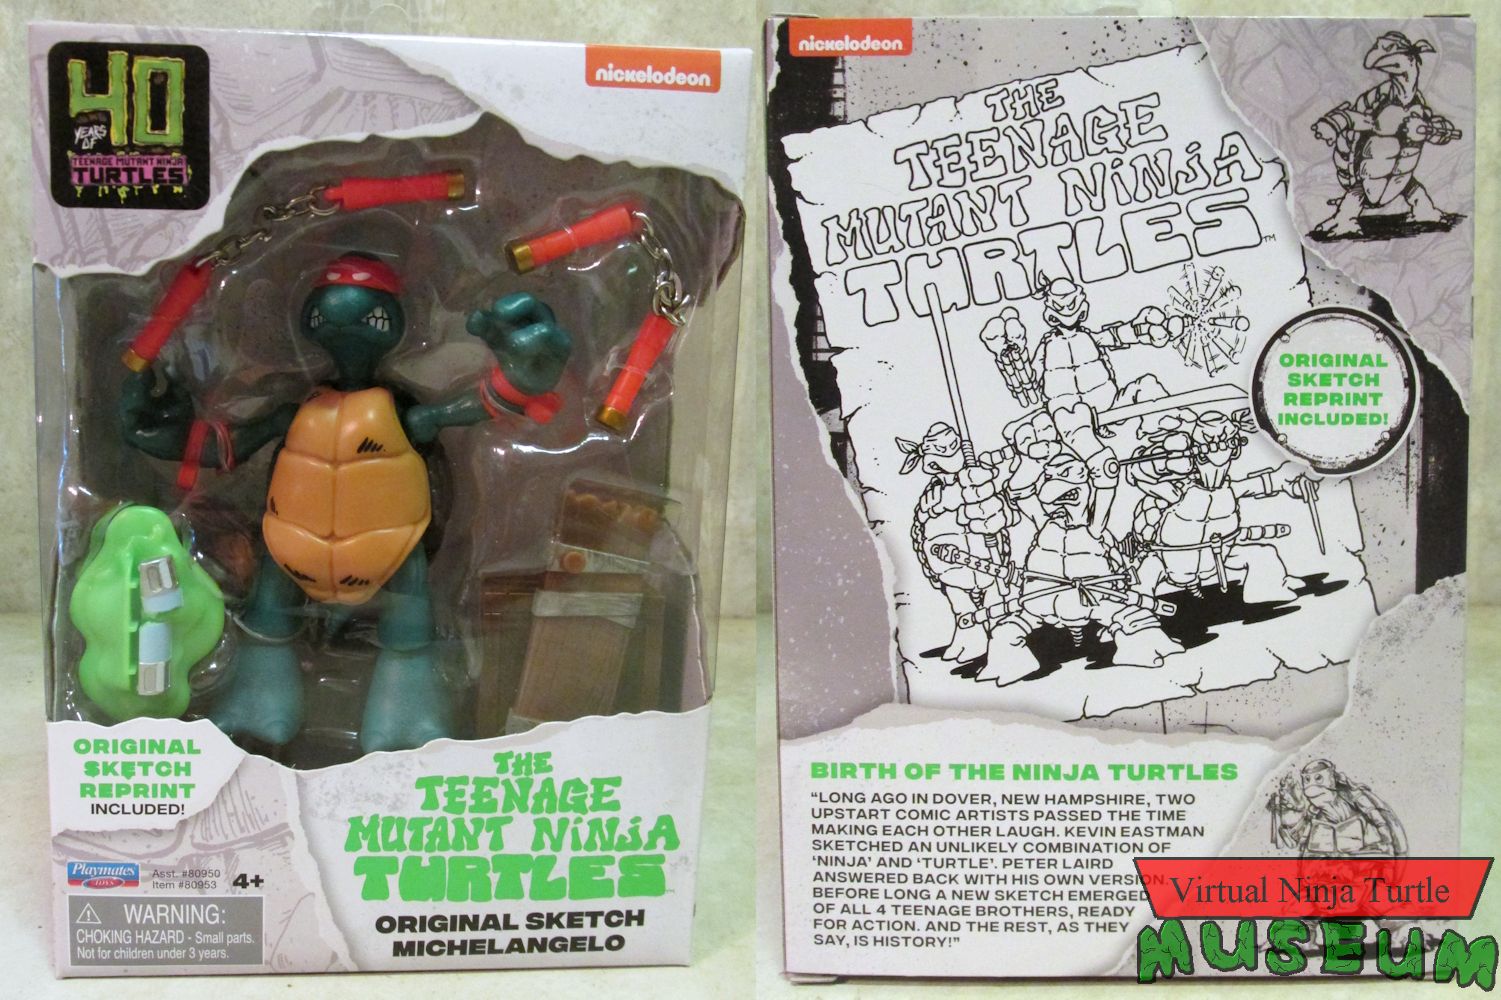 40
YEARS OF
TEENAGE MUTANT NINJA
TURTLES
nickelodeon
ORIGINAL
SKETCH
REPRINT
INCLUDED!
THE
TEENAGE
MUTANT NINJA
TURTLES
™
ORIGINAL SKETCH
MICHELANGELO
Playmates
TOYS
Asst. #80950
Item #80953
4+
WARNING:
CHOKING HAZARD - Small parts.
Not for children under 3 years.
nickelodeon
THE
TEENAGE
MUTANT NINJA
TURTLES
™
ORIGINAL
SKETCH
REPRINT
INCLUDED!
BIRTH OF THE NINJA TURTLES
"LONG AGO IN DOVER, NEW HAMPSHIRE, TWO
UPSTART COMIC ARTISTS PASSED THE TIME
MAKING EACH OTHER LAUGH. KEVIN EASTMAN
SKETCHED AN UNLIKELY COMBINATION OF
'NINJA' AND 'TURTLE'. PETER LAIRD
ANSWERED BACK WITH HIS OWN VERSION.
BEFORE LONG A NEW SKETCH EMERGED
OF ALL 4 TEENAGE BROTHERS, READY
FOR ACTION. AND THE REST, AS THEY
SAY, IS HISTORY!"
Virtual Ninja Turtle
MUSEUM